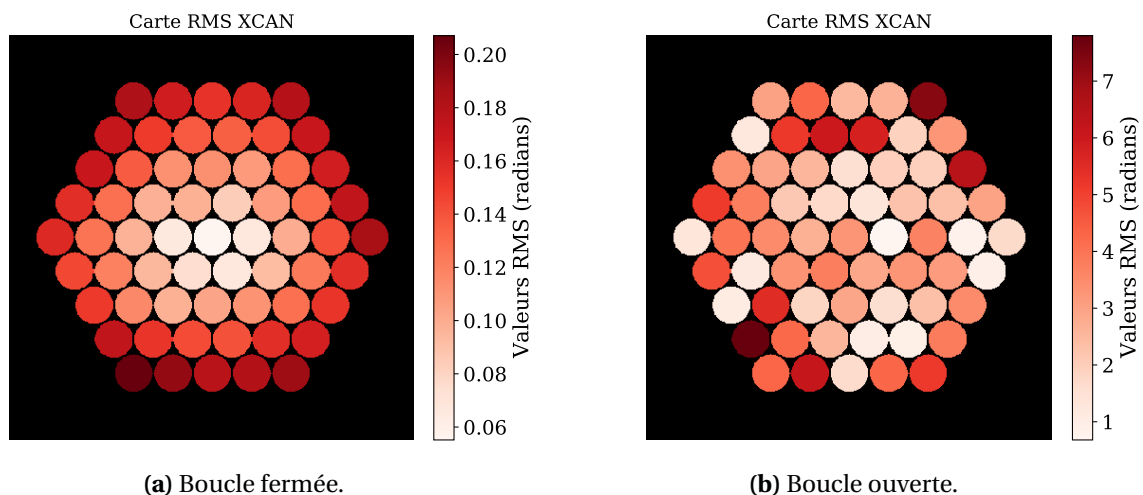 Carte RMS XCAN
0.20
0.18
0.16
0.14
0.12
0.10
0.08
0.06
Valeurs RMS (radians)
(a) Boucle fermée.
Carte RMS XCAN
7
6
5
4
3
2
1
Valeurs RMS (radians)
(b) Boucle ouverte.